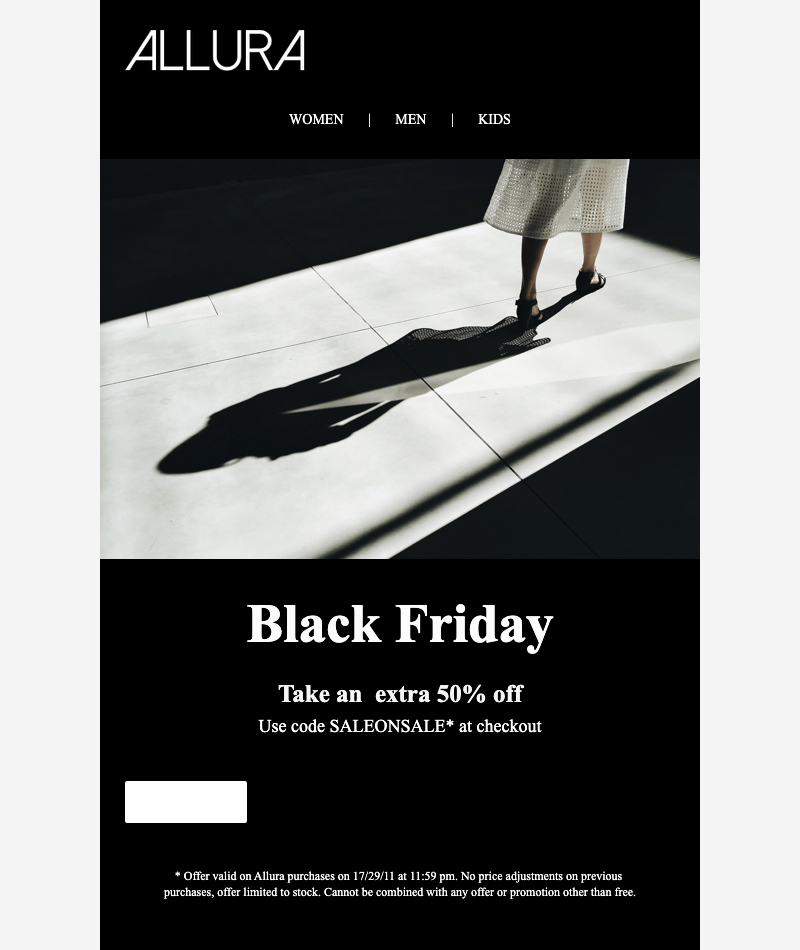 ALLURA
WOMEN | MEN | KIDS
Black Friday
Take an  extra 50% off
Use code SALEONSALE* at checkout
* Offer valid on Allura purchases on 17/29/11 at 11:59 pm. No price adjustments on previous
purchases, offer limited to stock. Cannot be combined with any offer or promotion other than free.